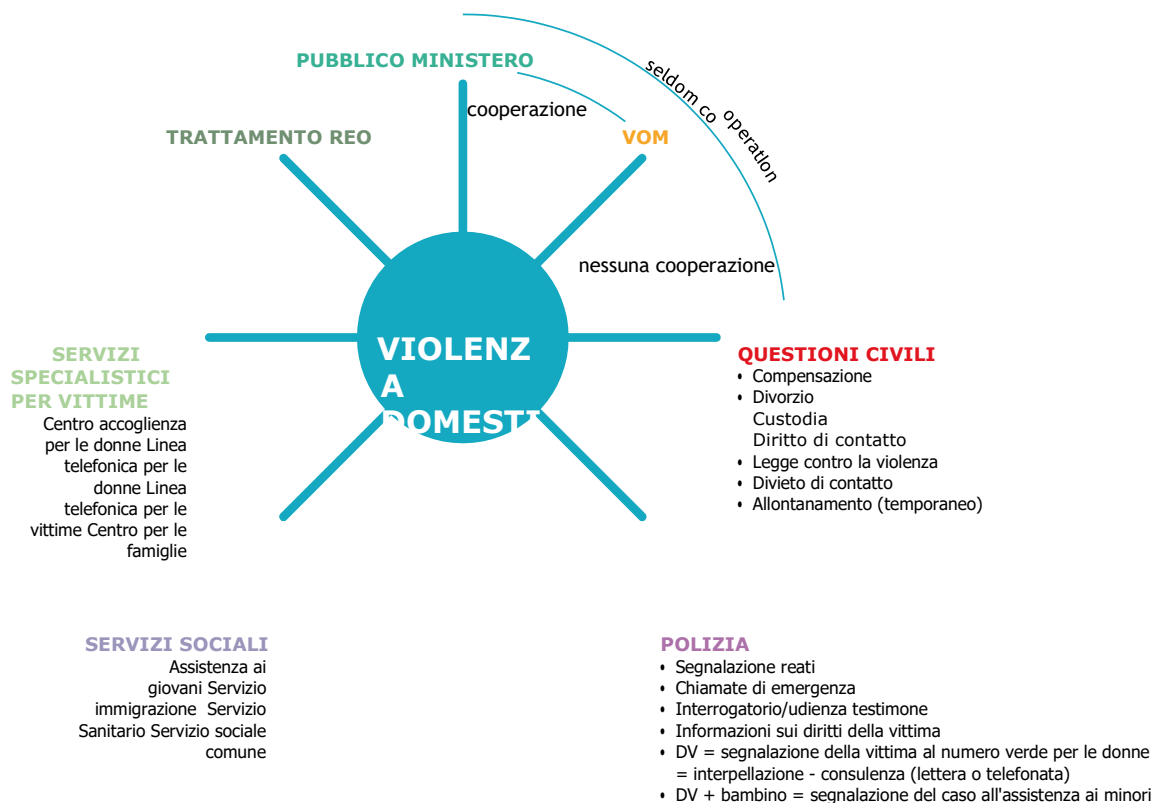 PUBBLICO MINISTERO
seldom co
operation
cooperazione
TRATTAMENTO REO
VOM
nessuna cooperazione
VIOLENZ
A
DOMESTI
SERVIZI
SPECIALISTICI
PER VITTIME
Centro accoglienza
per le donne Linea
telefonica per le
donne Linea
telefonica per le
vittime Centro per le
famiglie
QUESTIONI CIVILI
• Compensazione
• Divorzio
Custodia
Diritto di contatto
• Legge contro la violenza
• Divieto di contatto
• Allontanamento (temporaneo)
SERVIZI SOCIALI
Assistenza ai
giovani Servizio
immigrazione Servizio
Sanitario Servizio sociale
comune
POLIZIA
• Segnalazione reati
• Chiamate di emergenza
• Interrogatorio/udienza testimone
• Informazioni sui diritti della vittima
• DV = segnalazione della vittima al numero verde per le donne
= interpellazione - consulenza (lettera o telefonata)
• DV + bambino = segnalazione del caso all'assistenza ai minori